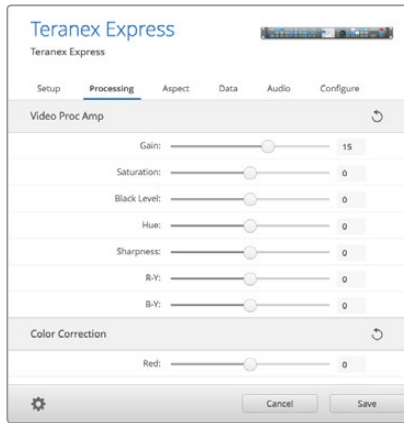 Teranex Express
Teranex Express
Setup Processing Aspect Data Audio Configure
Video Proc Amp
Gain: 15
Saturation: 0
Black Level: 0
Hue: 0
Sharpness: 0
R-Y: 0
B-Y: 0
Color Correction
Red: 0
Cancel Save